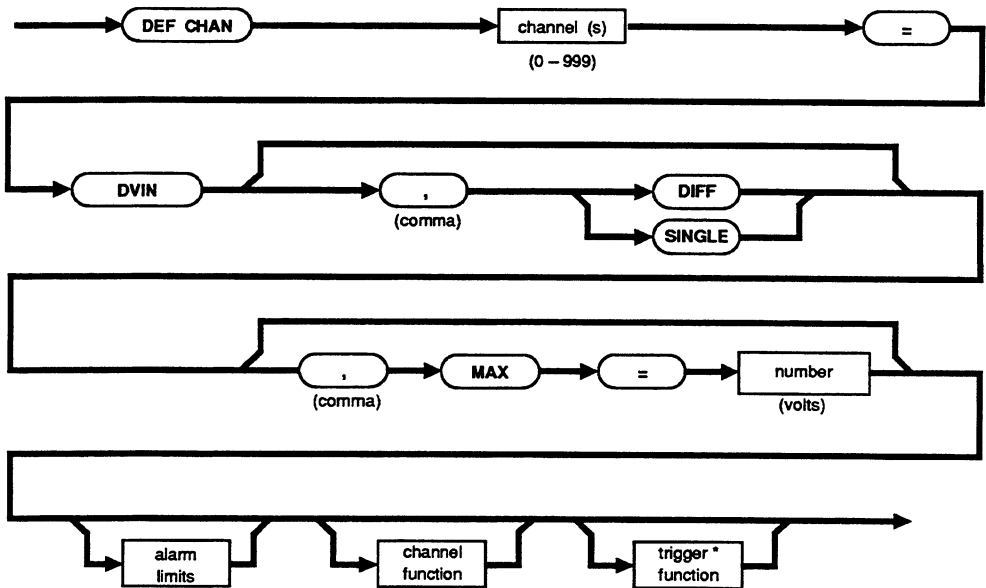 DEF CHAN
channel (s)
=
(0 – 999)
DVIN
,
DIFF
(comma)
SINGLE
,
MAX
=
number
(comma)
(volts)
alarm
limits
channel
function
trigger *
function